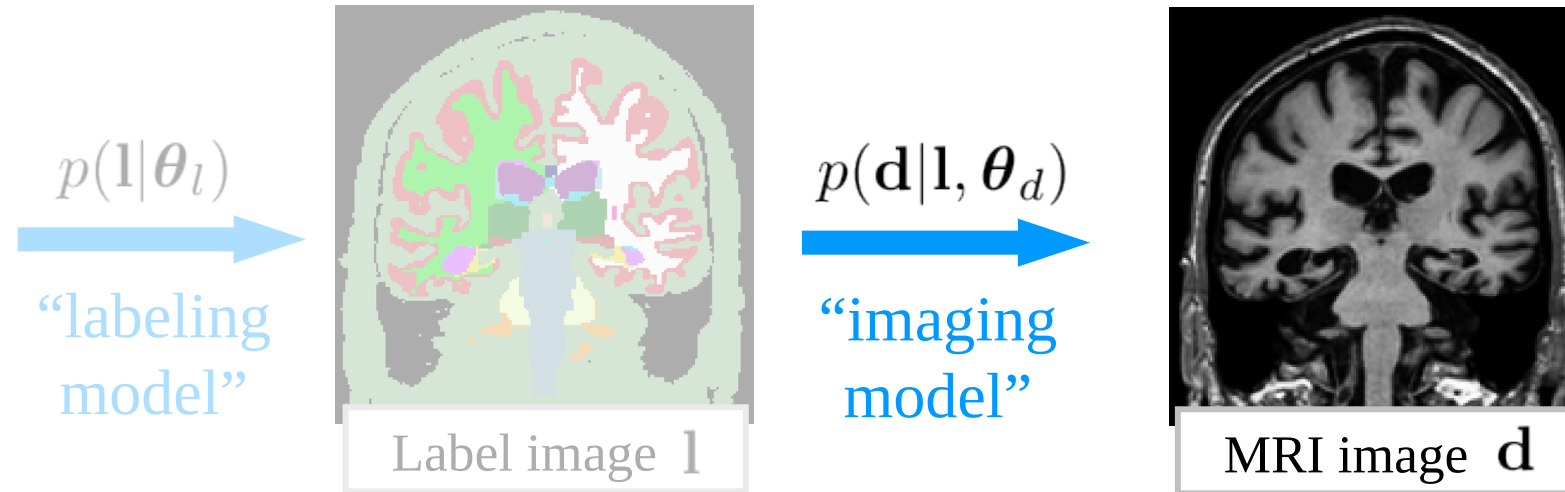 p(l|θ_l)
“labeling
model”
Label image l
p(d|l, θ_d)
“imaging
model”
MRI image d